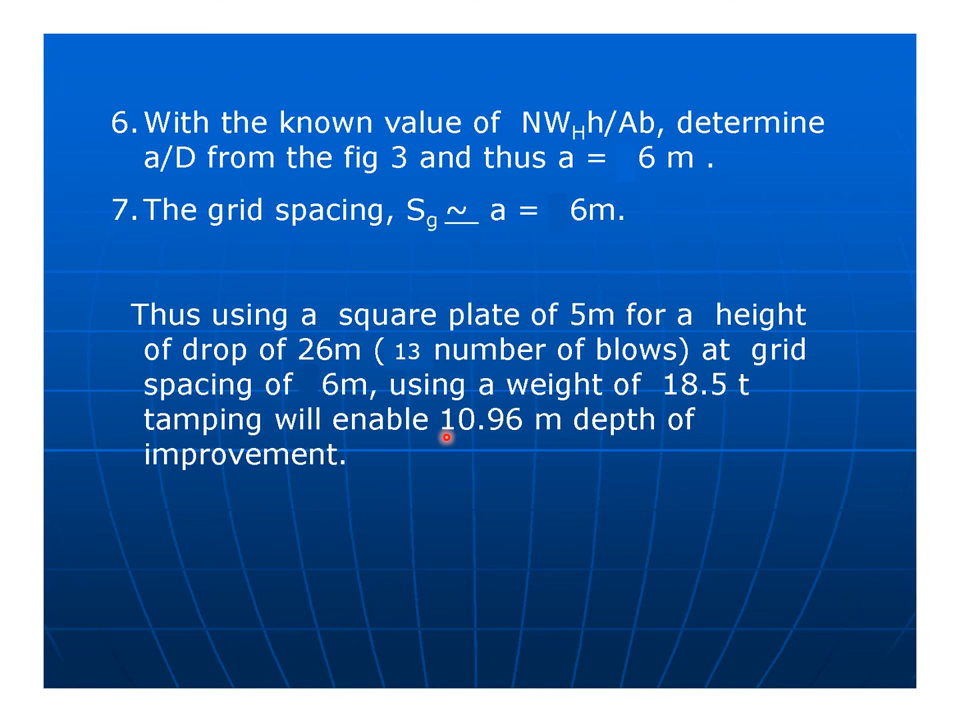 6. With the known value of NWHh/Ab, determine
a/D from the fig 3 and thus a = 6 m .
7. The grid spacing, Sg ~ a = 6m.
Thus using a square plate of 5m for a height
of drop of 26m ( 13 number of blows) at grid
spacing of 6m, using a weight of 18.5 t
tamping will enable 10.96 m depth of
improvement.